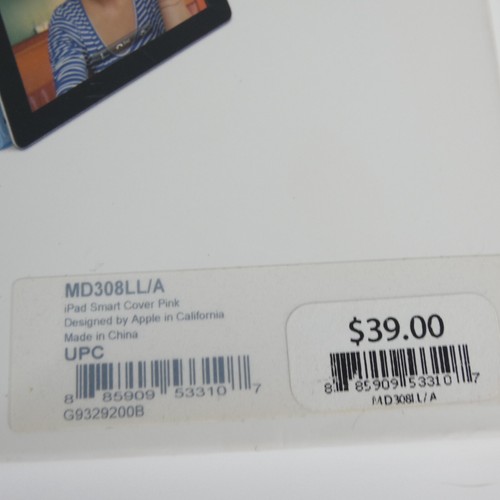 MD308LL/A
iPad Smart Cover Pink
Designed by Apple in California
Made in China
UPC
8 85909 53310 7
G9329200B
$39.00
8 85909 53310 7
MD308LL/A